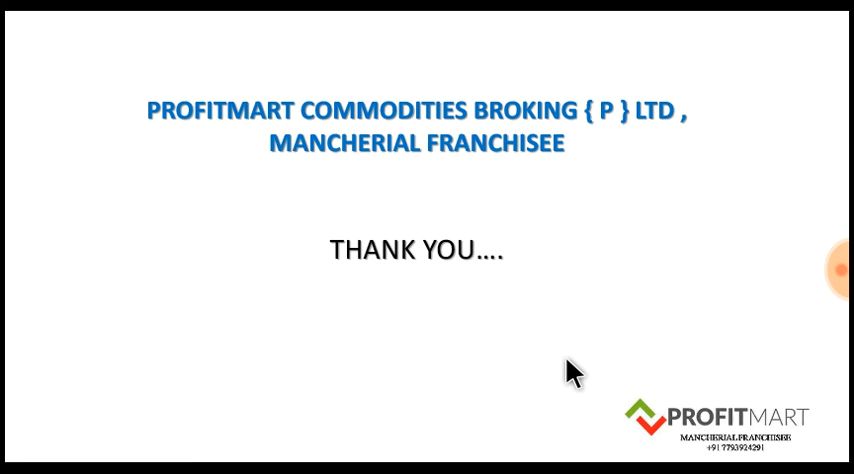 PROFITMART COMMODITIES BROKING { P } LTD ,
MANCHERIAL FRANCHISEE
THANK YOU....
PROFITMART
MANCHERIAL FRANCHISEE
+91 7793924291